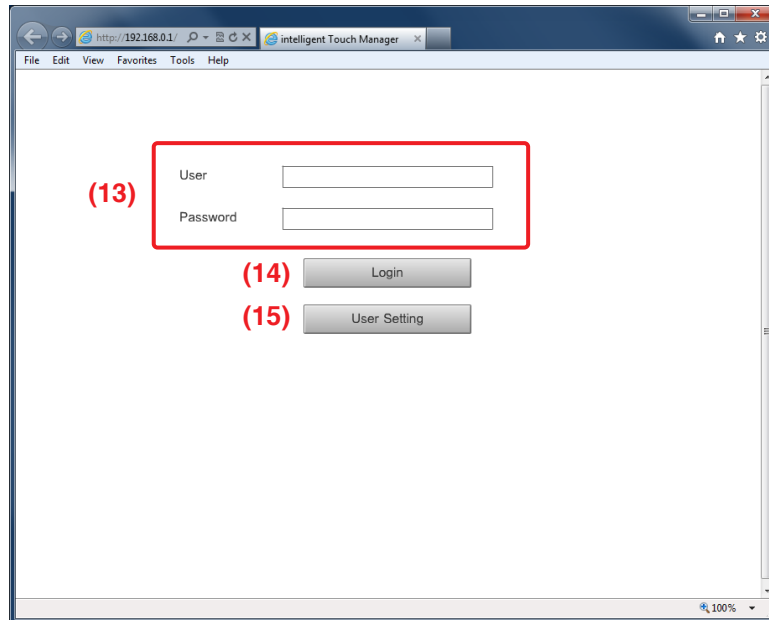 http://192.168.0.1/
intelligent Touch Manager
File Edit View Favorites Tools Help
(13)
User
Password
(14)
Login
(15)
User Setting
100%